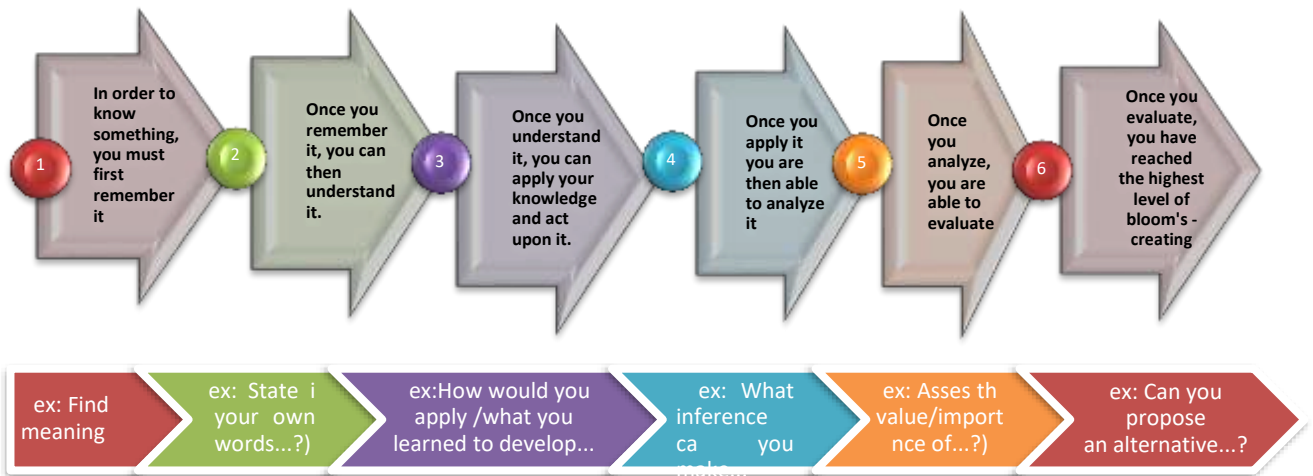 1
In order to
know
something,
you must
first
remember
it
2
Once you
remember
it, you can
then
understand
it.
3
Once you
understand
it, you can
apply your
knowledge
and act
upon it.
4
Once you
apply it
you are
then able
to analyze
it
5
Once
you
analyze,
you are
able to
evaluate
6
Once you
evaluate,
you have
reached
the highest
level of
bloom's -
creating
ex: Find
meaning
ex: State i
your own
words...?)
ex:How would you
apply /what you
learned to develop...
ex: What
inference
ca you
make...
ex: Asses th
value/import
nce of...?)
ex: Can you
propose
an alternative...?